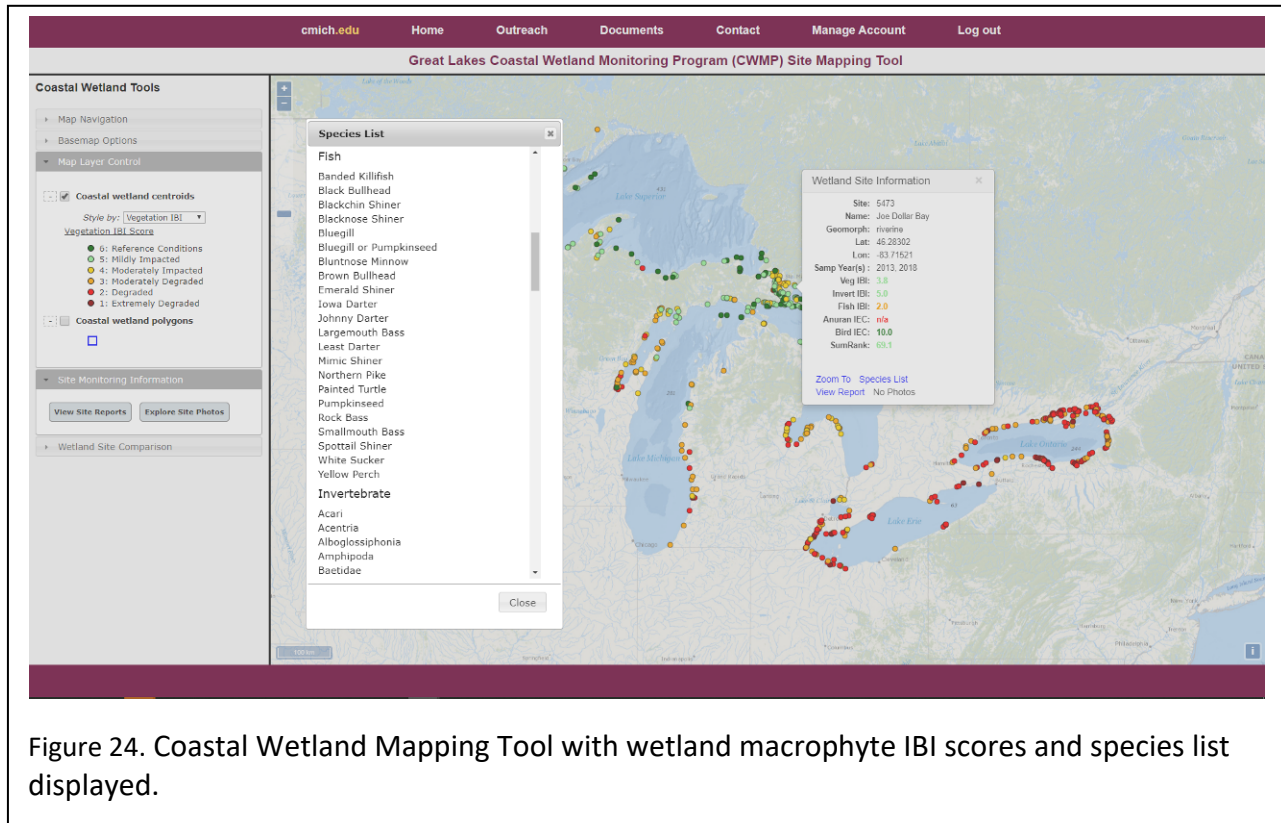 cmich.edu Home Outreach Documents Contact Manage Account Log out
Great Lakes Coastal Wetland Monitoring Program (CWMP) Site Mapping Tool
Coastal Wetland Tools
Map Navigation
Basemap Options
Map Layer Control
Coastal wetland centroids
Style by: Vegetation IBI
Vegetation IBI Score
6: Reference Conditions
5: Mildly Impacted
4: Moderately Impacted
3: Moderately Degraded
2: Degraded
1: Extremely Degraded
Coastal wetland polygons
Site Monitoring Information
View Site Reports Explore Site Photos
Wetland Site Comparison
+
-
Species List
Fish
Banded Killifish
Black Bullhead
Blackchin Shiner
Blacknose Shiner
Bluegill
Bluegill or Pumpkinseed
Bluntnose Minnow
Brown Bullhead
Emerald Shiner
Iowa Darter
Johnny Darter
Largemouth Bass
Least Darter
Mimic Shiner
Northern Pike
Painted Turtle
Pumpkinseed
Rock Bass
Smallmouth Bass
Spottail Shiner
White Sucker
Yellow Perch
Invertebrate
Acari
Acentria
Alboglossiphonia
Amphipoda
Baetidae
Close
Wetland Site Information
Site: 5473
Name: Joe Dollar Bay
Geomorph: riverine
Lat: 46.28302
Lon: -83.71521
Samp Year(s) : 2013, 2018
Veg IBI: 3.8
Invert IBI: 5.0
Fish IBI: 2.0
Anuran IEC: n/a
Bird IEC: 10.0
SumRank: 69.1
Zoom To Species List
View Report No Photos
Lake Superior
Lake Michigan
Lake Ontario
Lake Erie
Chicago
100 km
i
Figure 24. Coastal Wetland Mapping Tool with wetland macrophyte IBI scores and species list
displayed.